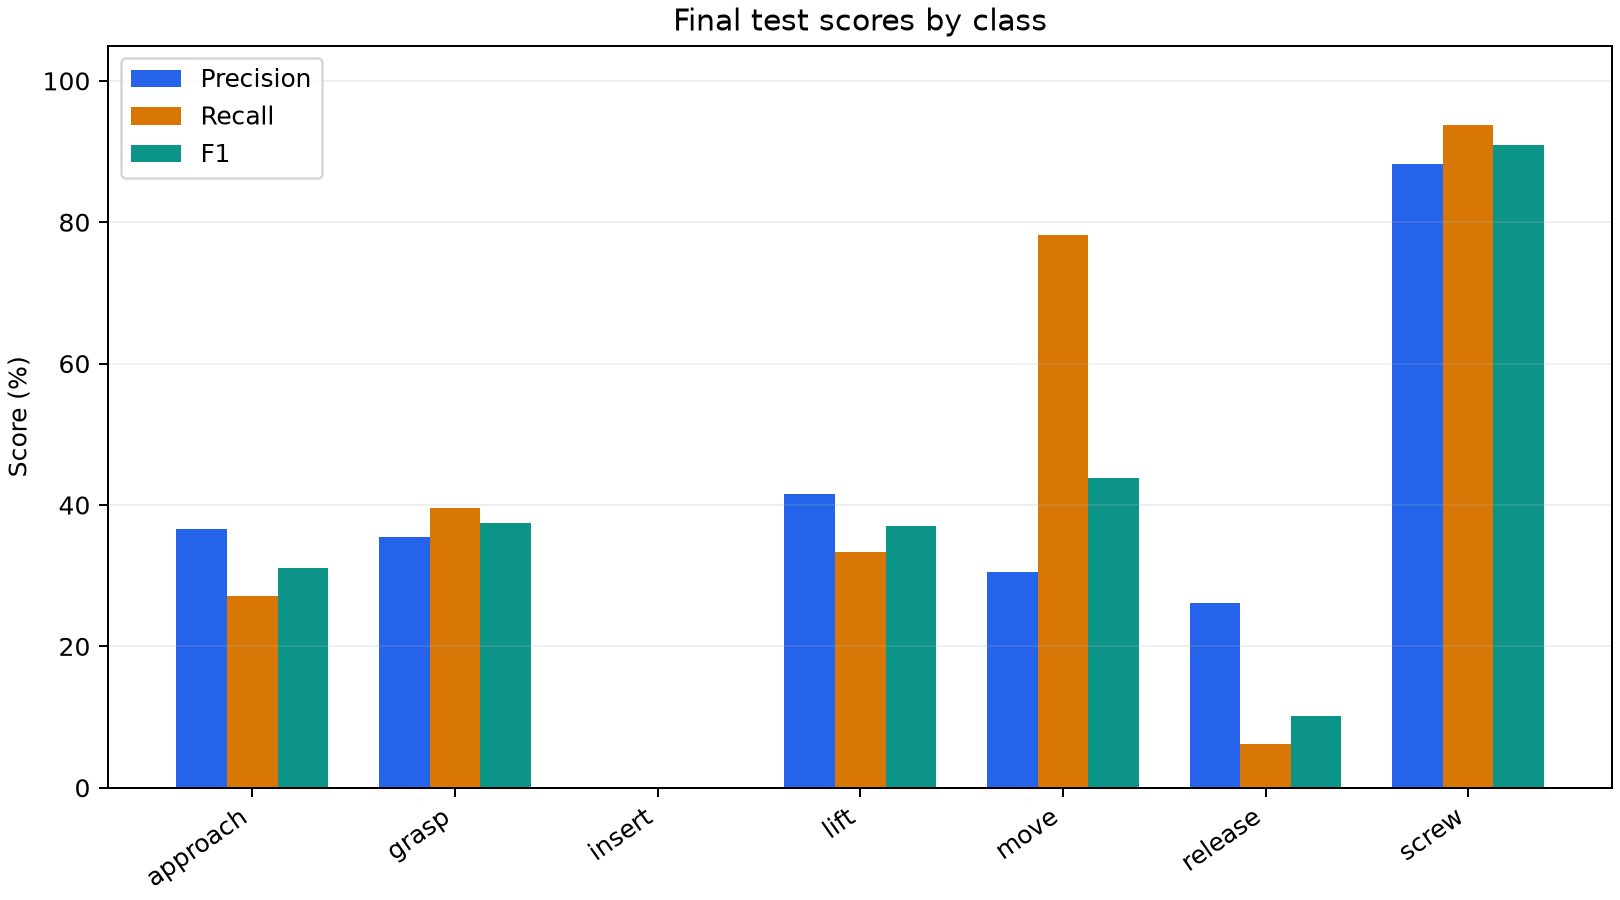 Final test scores by class
Precision
Recall
F1
Score (%)
100
80
60
40
20
0
approach
grasp
insert
lift
move
release
screw